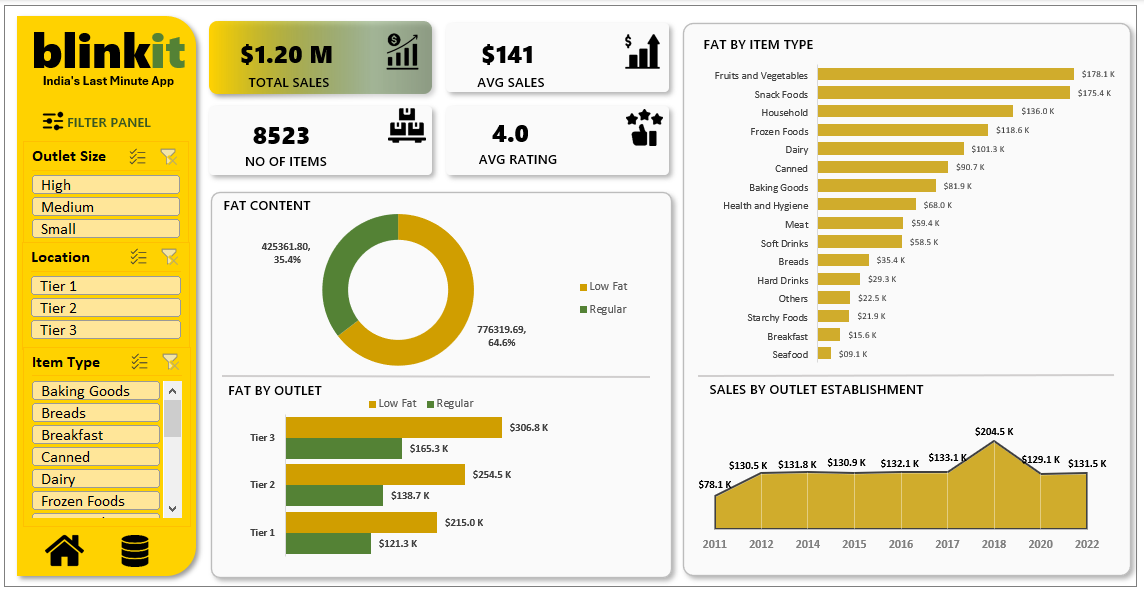 blinkit
India's Last Minute App
FILTER PANEL
Outlet Size
High
Medium
Small
Location
Tier 1
Tier 2
Tier 3
Item Type
Baking Goods
Breads
Breakfast
Canned
Dairy
Frozen Foods
$1.20 M
TOTAL SALES
$141
AVG SALES
8523
NO OF ITEMS
4.0
AVG RATING
FAT CONTENT
425361.80,
35.4%
776319.69,
64.6%
Low Fat
Regular
FAT BY OUTLET
Low Fat Regular
Tier 3
$306.8 K
$165.3 K
Tier 2
$254.5 K
$138.7 K
Tier 1
$215.0 K
$121.3 K
FAT BY ITEM TYPE
Fruits and Vegetables $178.1 K
Snack Foods $175.4 K
Household $136.0 K
Frozen Foods $118.6 K
Dairy $101.3 K
Canned $90.7 K
Baking Goods $81.9 K
Health and Hygiene $68.0 K
Meat $59.4 K
Soft Drinks $58.5 K
Breads $35.4 K
Hard Drinks $29.3 K
Others $22.5 K
Starchy Foods $21.9 K
Breakfast $15.6 K
Seafood $09.1 K
SALES BY OUTLET ESTABLISHMENT
$78.1 K $130.5 K $131.8 K $130.9 K $132.1 K $133.1 K $204.5 K $129.1 K $131.5 K
2011 2012 2014 2015 2016 2017 2018 2020 2022